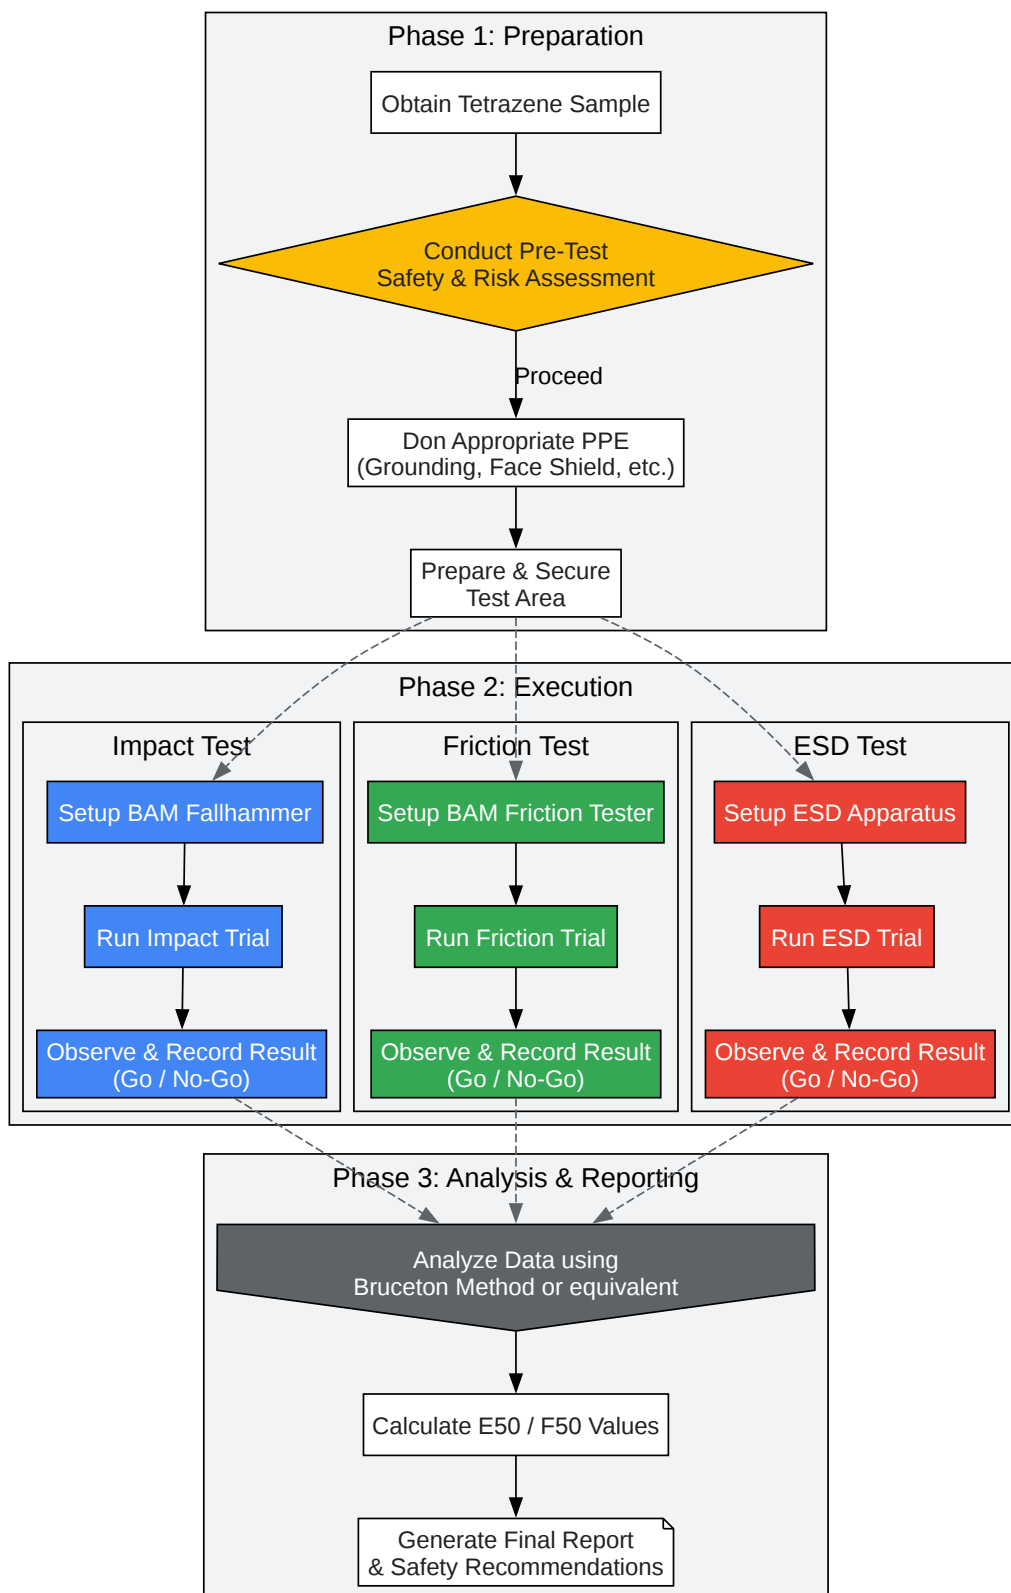 Phase 1: Preparation
Obtain Tetrazene Sample
Conduct Pre-Test
Safety & Risk Assessment
Proceed
Don Appropriate PPE
(Grounding, Face Shield, etc.)
Prepare & Secure
Test Area
Phase 2: Execution
Impact Test
Setup BAM Fallhammer
Run Impact Trial
Observe & Record Result
(Go / No-Go)
Friction Test
Setup BAM Friction Tester
Run Friction Trial
Observe & Record Result
(Go / No-Go)
ESD Test
Setup ESD Apparatus
Run ESD Trial
Observe & Record Result
(Go / No-Go)
Phase 3: Analysis & Reporting
Analyze Data using
Bruceton Method or equivalent
Calculate E50 / F50 Values
Generate Final Report
& Safety Recommendations